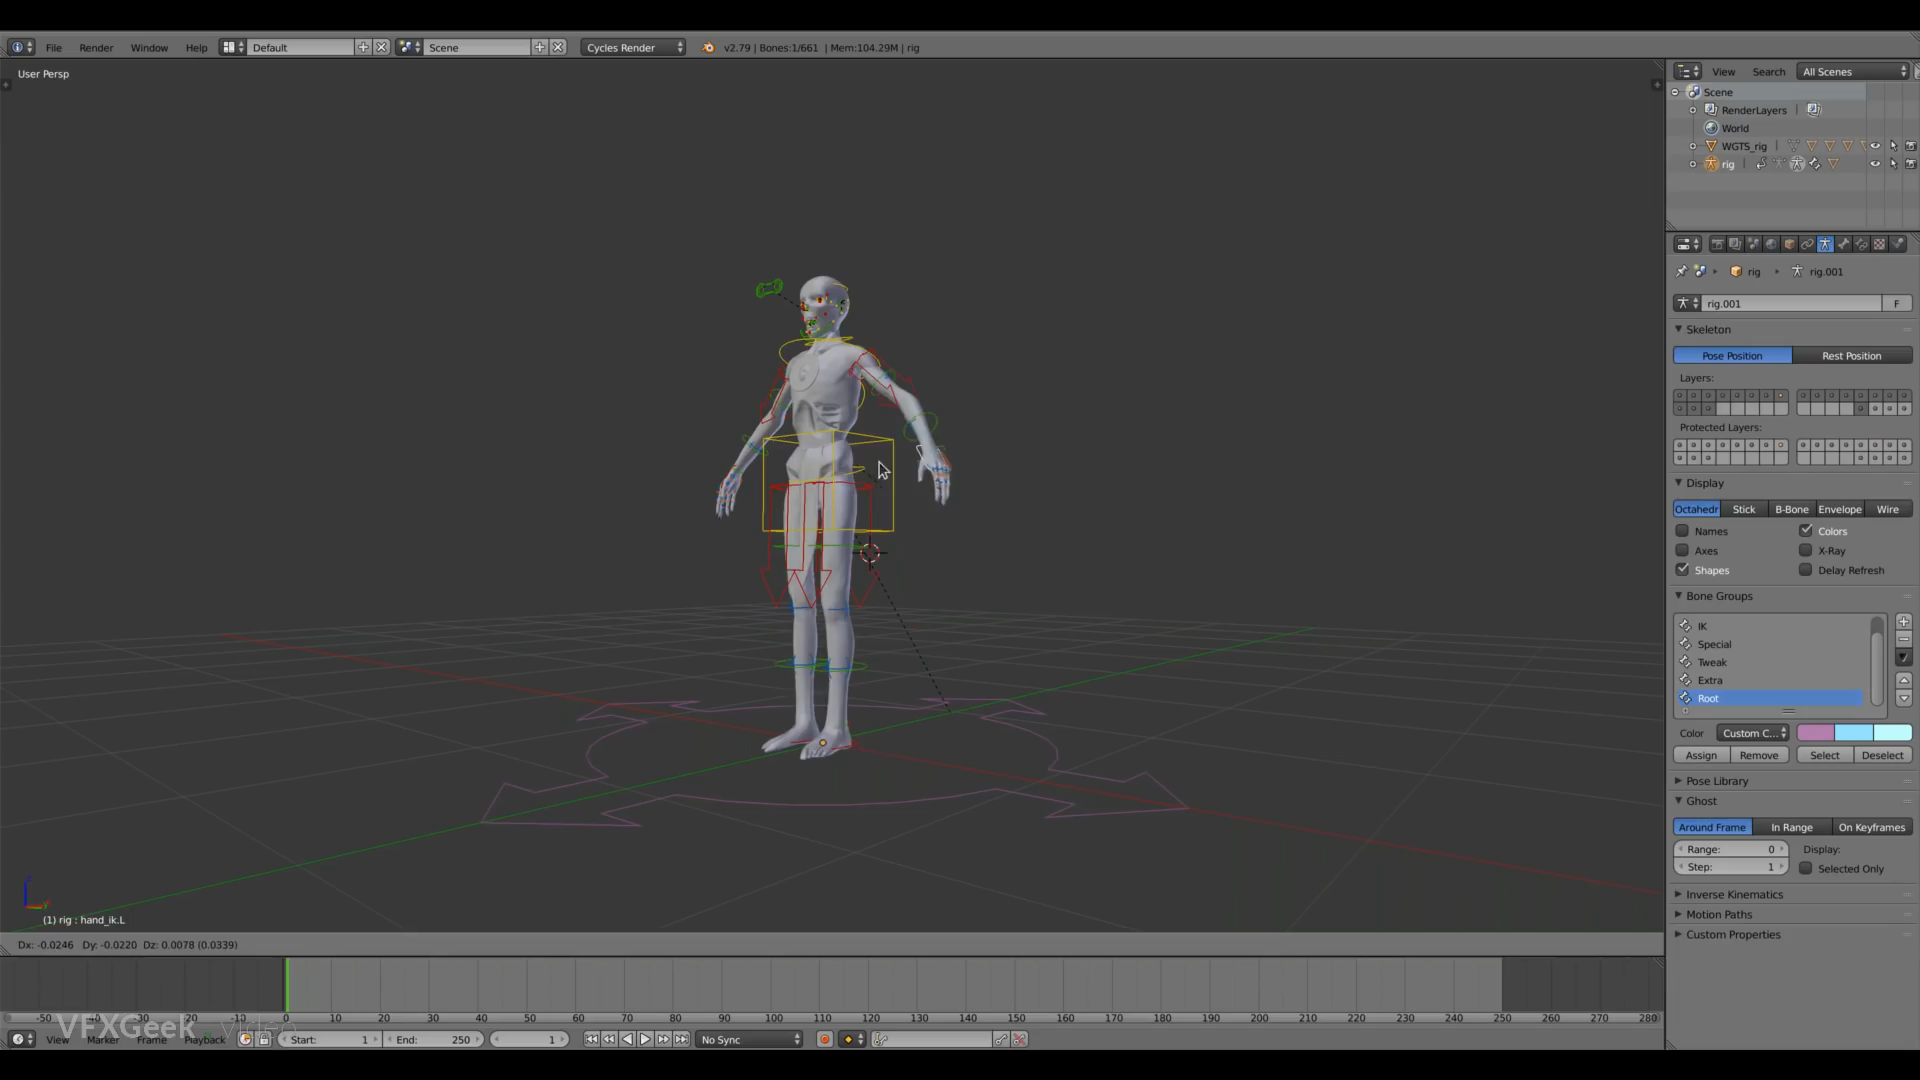 File Render Window Help Default Scene Cycles Render v2.79 | Bones:1/661 | Mem:104.29M | rig
User Persp
View Search All Scenes
Scene
RenderLayers
World
WGTS_rig
rig
rig rig.001
rig.001 F
Skeleton
Pose Position Rest Position
Layers:
Protected Layers:
Display
Octahedr Stick B-Bone Envelope Wire
Names Colors
Axes X-Ray
Shapes Delay Refresh
Bone Groups
IK
Special
Tweak
Extra
Root
Color Custom C...
Assign Remove Select Deselect
Pose Library
Ghost
Around Frame In Range On Keyframes
Range: 0 Display:
Step: 1 Selected Only
Inverse Kinematics
Motion Paths
Custom Properties
(1) rig : hand_ik.L
Dx: -0.0246 Dy: -0.0220 Dz: 0.0078 (0.0339)
-50 -40 -30 -20 -10 0 10 20 30 40 50 60 70 80 90 100 110 120 130 140 150 160 170 180 190 200 210 220 230 240 250 260 270 280
VFXGeek video
View Marker Frame Playback Start: 1 End: 250 1 No Sync